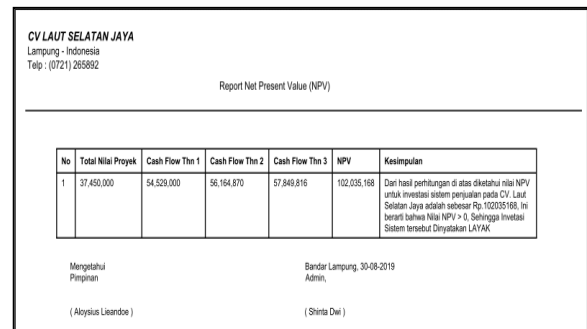 CV LAUT SELATAN JAYA
Lampung - Indonesia
Telp : (0721) 265892
Report Net Present Value (NPV)
No Total Nilai Proyek Cash Flow Thn 1 Cash Flow Thn 2 Cash Flow Thn 3 NPV Kesimpulan
1 37,450,000 54,529,000 56,164,870 57,849,816 102,035,168 Dari hasil perhitungan di atas diketahui nilai NPV
untuk investasi sistem penjualan pada CV. Laut
Selatan Jaya adalah sebesar Rp.102035168, Ini
berarti bahwa Nilai NPV > 0, Sehingga Invetasi
Sistem tersebut Dinyatakan LAYAK
Mengetahui Bandar Lampung, 30-08-2019
Pimpinan Admin,
( Aloysius Lieandoe ) ( Shinta Dwi )